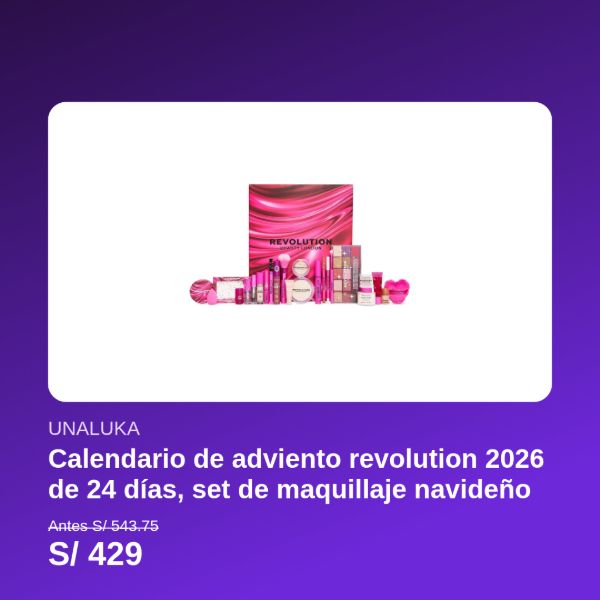 REVOLUTION
UNALUKA
Calendario de adviento revolution 2026
de 24 días, set de maquillaje navideño
Antes S/ 543.75
S/ 429